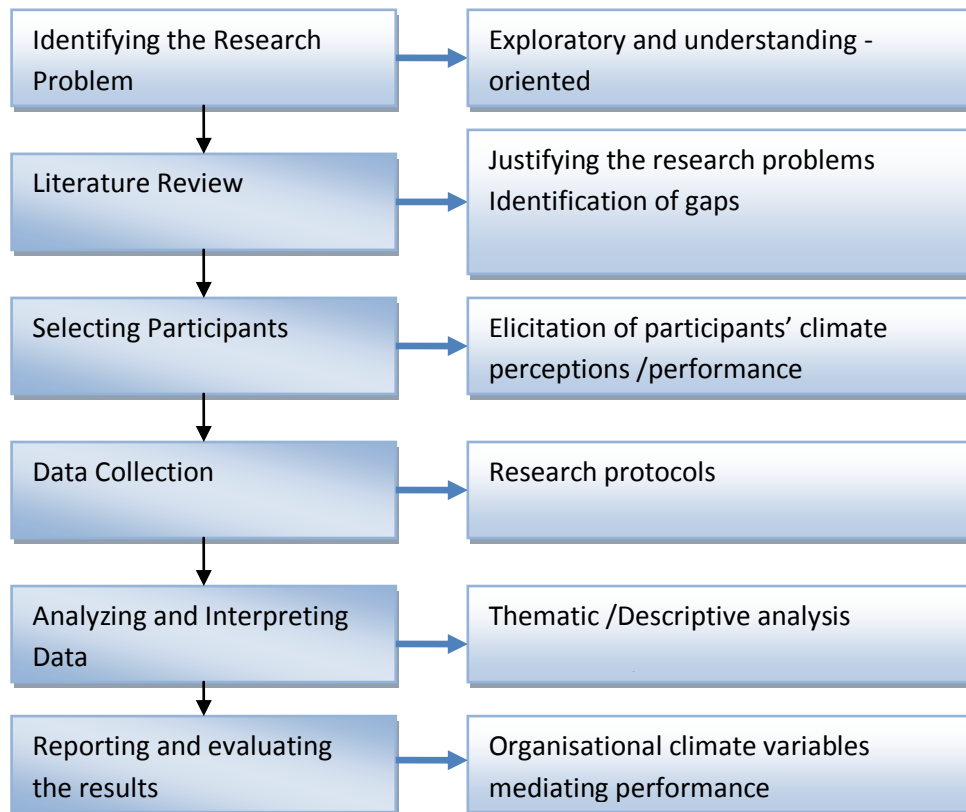 Identifying the Research
Problem
Exploratory and understanding -
oriented
Literature Review
Justifying the research problems
Identification of gaps
Selecting Participants
Elicitation of participants’ climate
perceptions /performance
Data Collection
Research protocols
Analyzing and Interpreting
Data
Thematic /Descriptive analysis
Reporting and evaluating
the results
Organisational climate variables
mediating performance